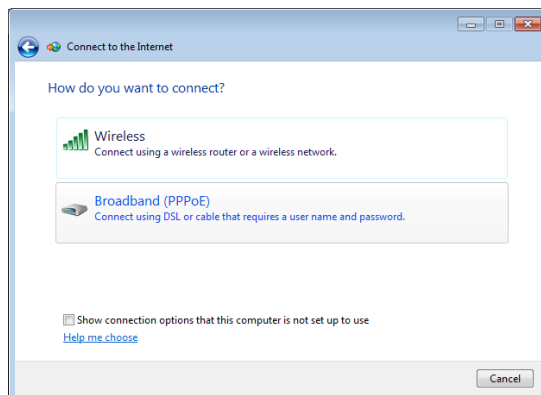 Connect to the Internet
How do you want to connect?
Wireless
Connect using a wireless router or a wireless network.
Broadband (PPPoE)
Connect using DSL or cable that requires a user name and password.
Show connection options that this computer is not set up to use
Help me choose
Cancel